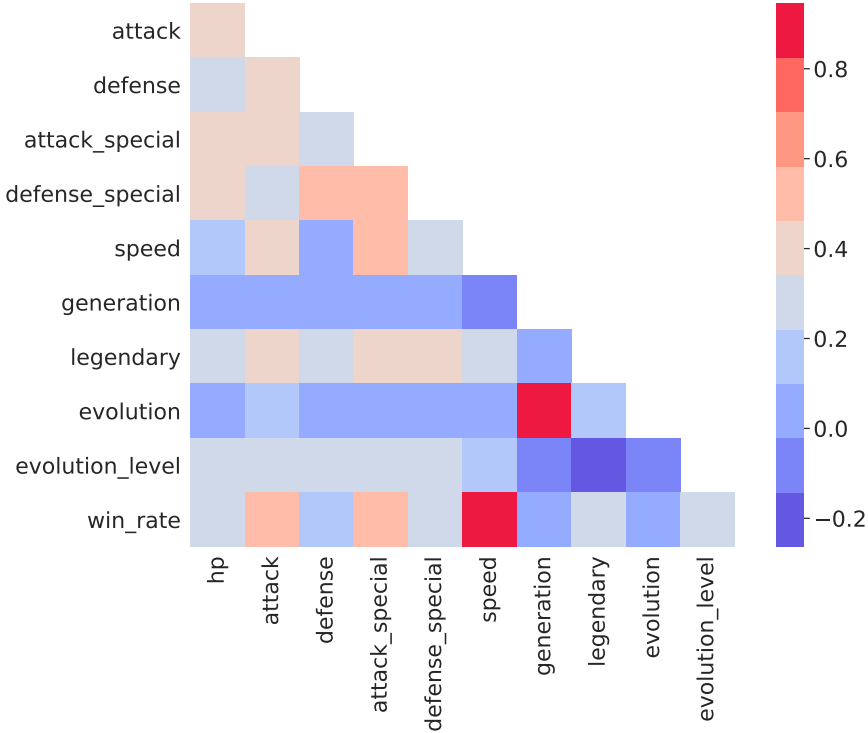 attack
defense
attack_special
defense_special
speed
generation
legendary
evolution
evolution_level
win_rate
hp
attack
defense
attack_special
defense_special
speed
generation
legendary
evolution
evolution_level
0.8
0.6
0.4
0.2
0.0
−0.2